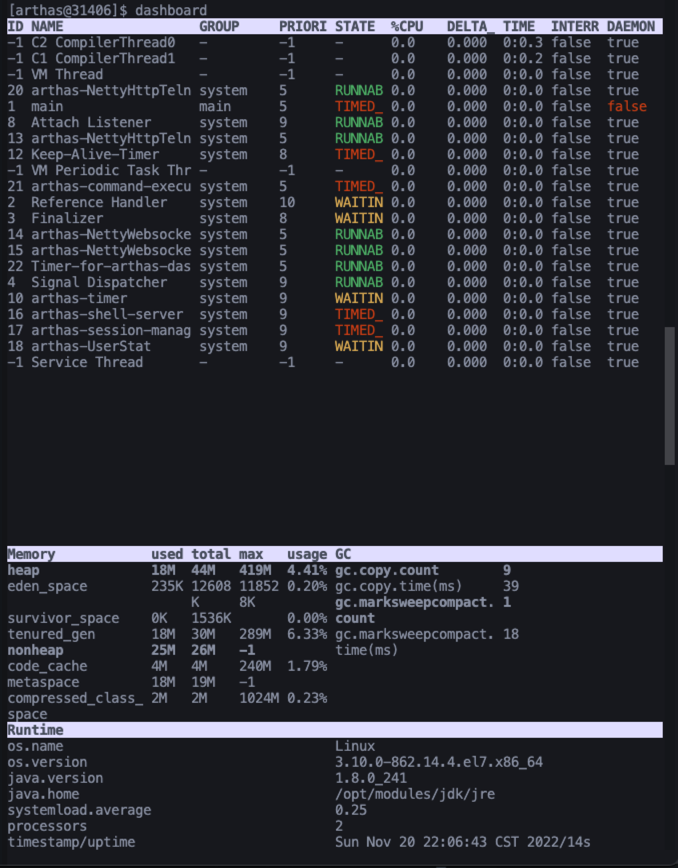 [arthas@31406]$ dashboard
ID NAME GROUP PRIORI STATE %CPU DELTA_ TIME INTERR DAEMON
-1 C2 CompilerThread0 - -1 - 0.0 0.000 0:0.3 false true
-1 C1 CompilerThread1 - -1 - 0.0 0.000 0:0.2 false true
-1 VM Thread - -1 - 0.0 0.000 0:0.0 false true
20 arthas-NettyHttpTeln system 5 RUNNAB 0.0 0.000 0:0.0 false true
1 main main 5 TIMED_ 0.0 0.000 0:0.0 false false
8 Attach Listener system 9 RUNNAB 0.0 0.000 0:0.0 false true
13 arthas-NettyHttpTeln system 5 RUNNAB 0.0 0.000 0:0.0 false true
12 Keep-Alive-Timer system 8 TIMED_ 0.0 0.000 0:0.0 false true
-1 VM Periodic Task Thr - -1 - 0.0 0.000 0:0.0 false true
21 arthas-command-execu system 5 TIMED_ 0.0 0.000 0:0.0 false true
2 Reference Handler system 10 WAITIN 0.0 0.000 0:0.0 false true
3 Finalizer system 8 WAITIN 0.0 0.000 0:0.0 false true
14 arthas-NettyWebsocke system 5 RUNNAB 0.0 0.000 0:0.0 false true
15 arthas-NettyWebsocke system 5 RUNNAB 0.0 0.000 0:0.0 false true
22 Timer-for-arthas-das system 5 RUNNAB 0.0 0.000 0:0.0 false true
4 Signal Dispatcher system 9 RUNNAB 0.0 0.000 0:0.0 false true
10 arthas-timer system 9 WAITIN 0.0 0.000 0:0.0 false true
16 arthas-shell-server system 9 TIMED_ 0.0 0.000 0:0.0 false true
17 arthas-session-manag system 9 TIMED_ 0.0 0.000 0:0.0 false true
18 arthas-UserStat system 9 WAITIN 0.0 0.000 0:0.0 false true
-1 Service Thread - -1 - 0.0 0.000 0:0.0 false true
Memory used total max usage GC
heap 18M 44M 419M 4.41% gc.copy.count 9
eden_space 235K 12608 11852 0.20% gc.copy.time(ms) 39
K 8K gc.marksweepcompact. 1
survivor_space 0K 1536K 0.00% count
tenured_gen 18M 30M 289M 6.33% gc.marksweepcompact. 18
nonheap 25M 26M -1 time(ms)
code_cache 4M 4M 240M 1.79%
metaspace 18M 19M -1
compressed_class_ 2M 2M 1024M 0.23%
space
Runtime
os.name Linux
os.version 3.10.0-862.14.4.el7.x86_64
java.version 1.8.0_241
java.home /opt/modules/jdk/jre
systemload.average 0.25
processors 2
timestamp/uptime Sun Nov 20 22:06:43 CST 2022/14s